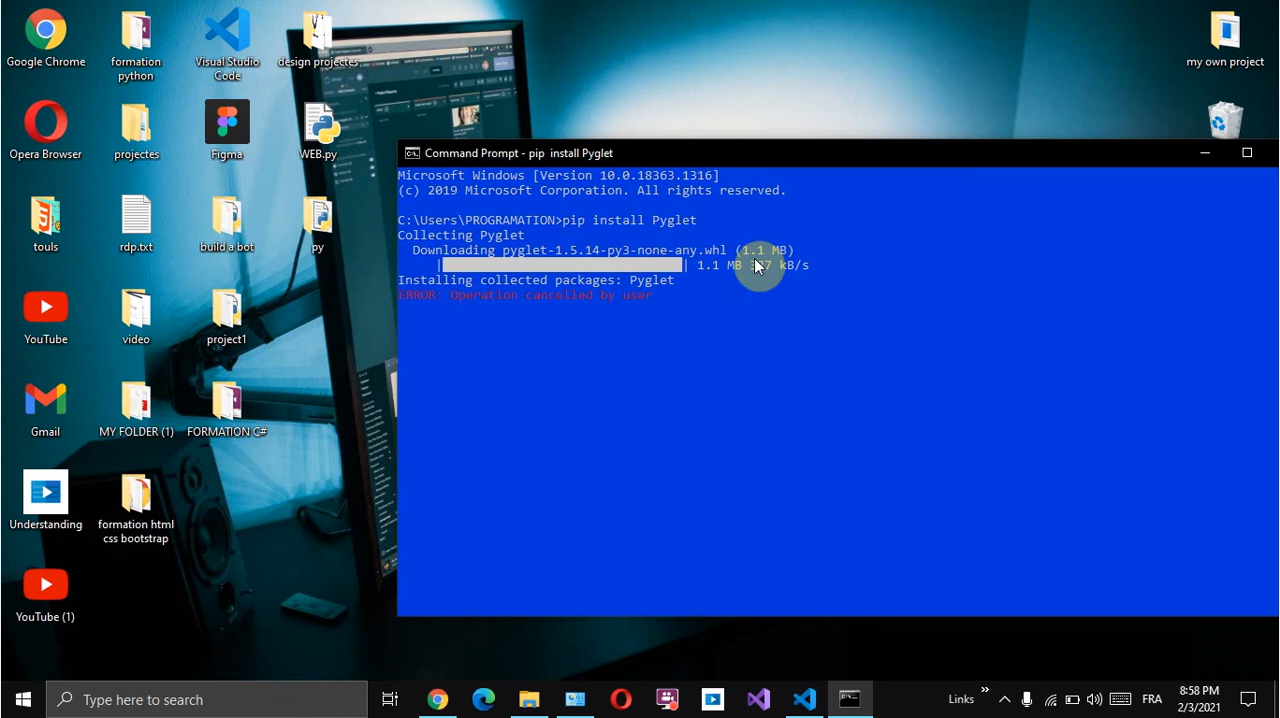 Google Chrome
formation
python
Visual Studio
Code
design projectes
my own project
Opera Browser
projectes
Figma
WEB.py
Command Prompt - pip  install Pyglet
Microsoft Windows [Version 10.0.18363.1316]
(c) 2019 Microsoft Corporation. All rights reserved.
C:\Users\PROGRAMATION>pip install Pyglet
Collecting Pyglet
Downloading pyglet-1.5.14-py3-none-any.whl (1.1 MB)
| | 1.1 MB kB/s
Installing collected packages: Pyglet
ERROR: Operation cancelled by user
touls
rdp.txt
build a bot
py
YouTube
video
project1
Gmail
MY FOLDER (1)
FORMATION C#
Understanding
formation html
css bootstrap
YouTube (1)
Type here to search
Links
FRA
8:58 PM
2/3/2021